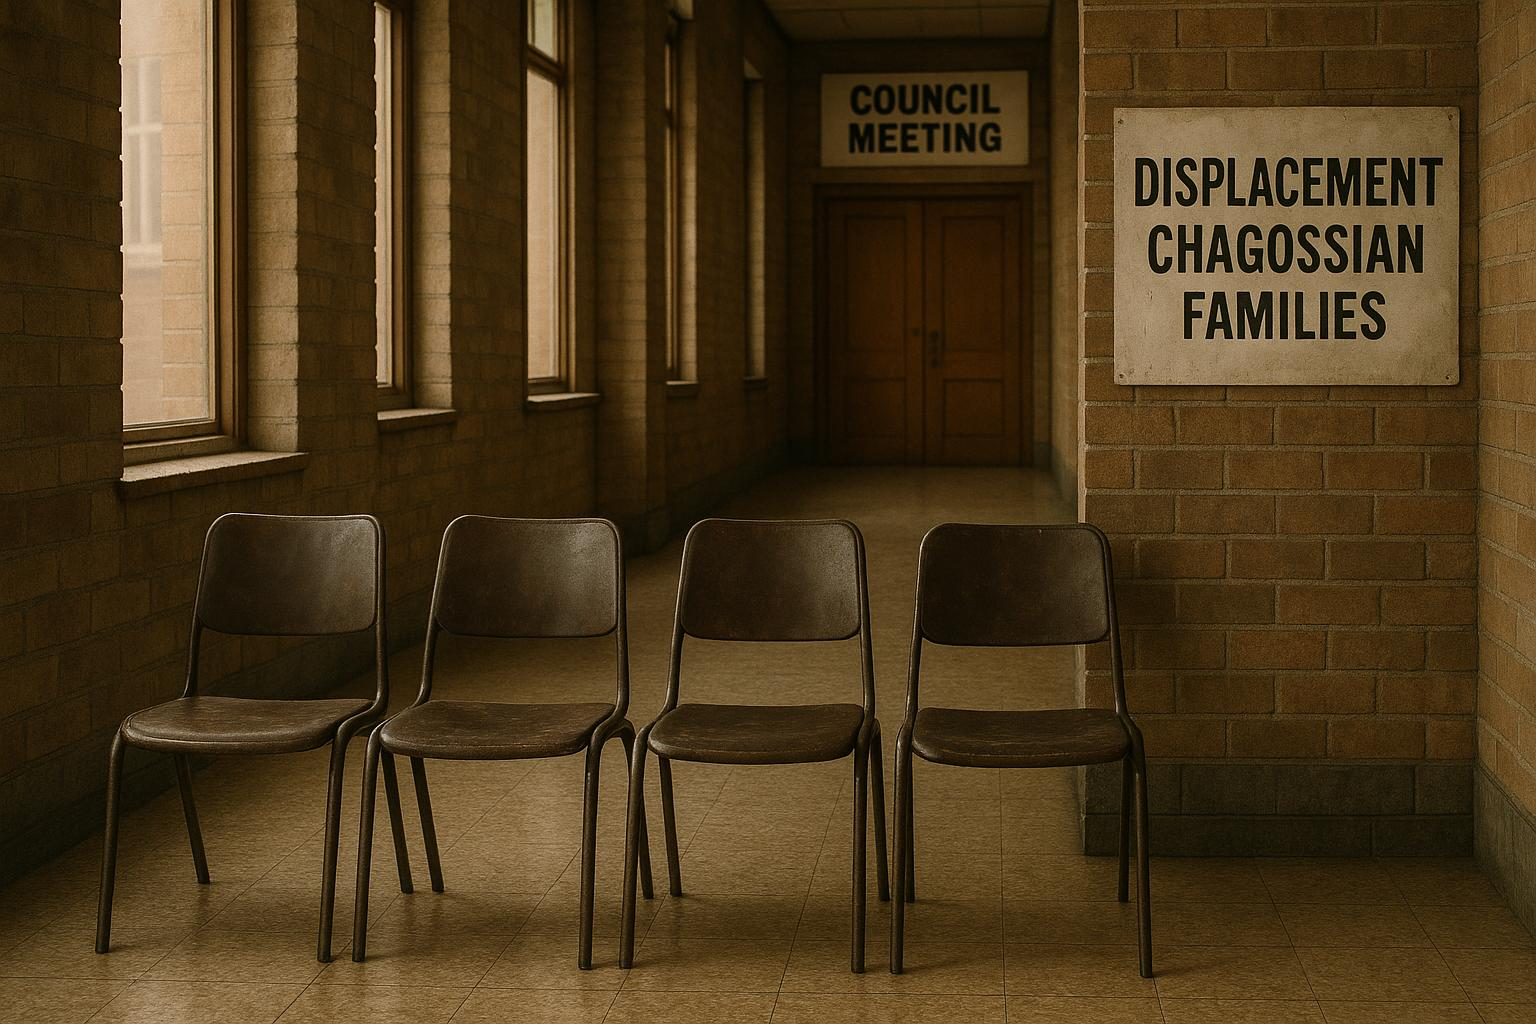 COUNCIL
MEETING
DISPLACEMENT
CHAGOSSIAN
FAMILIES